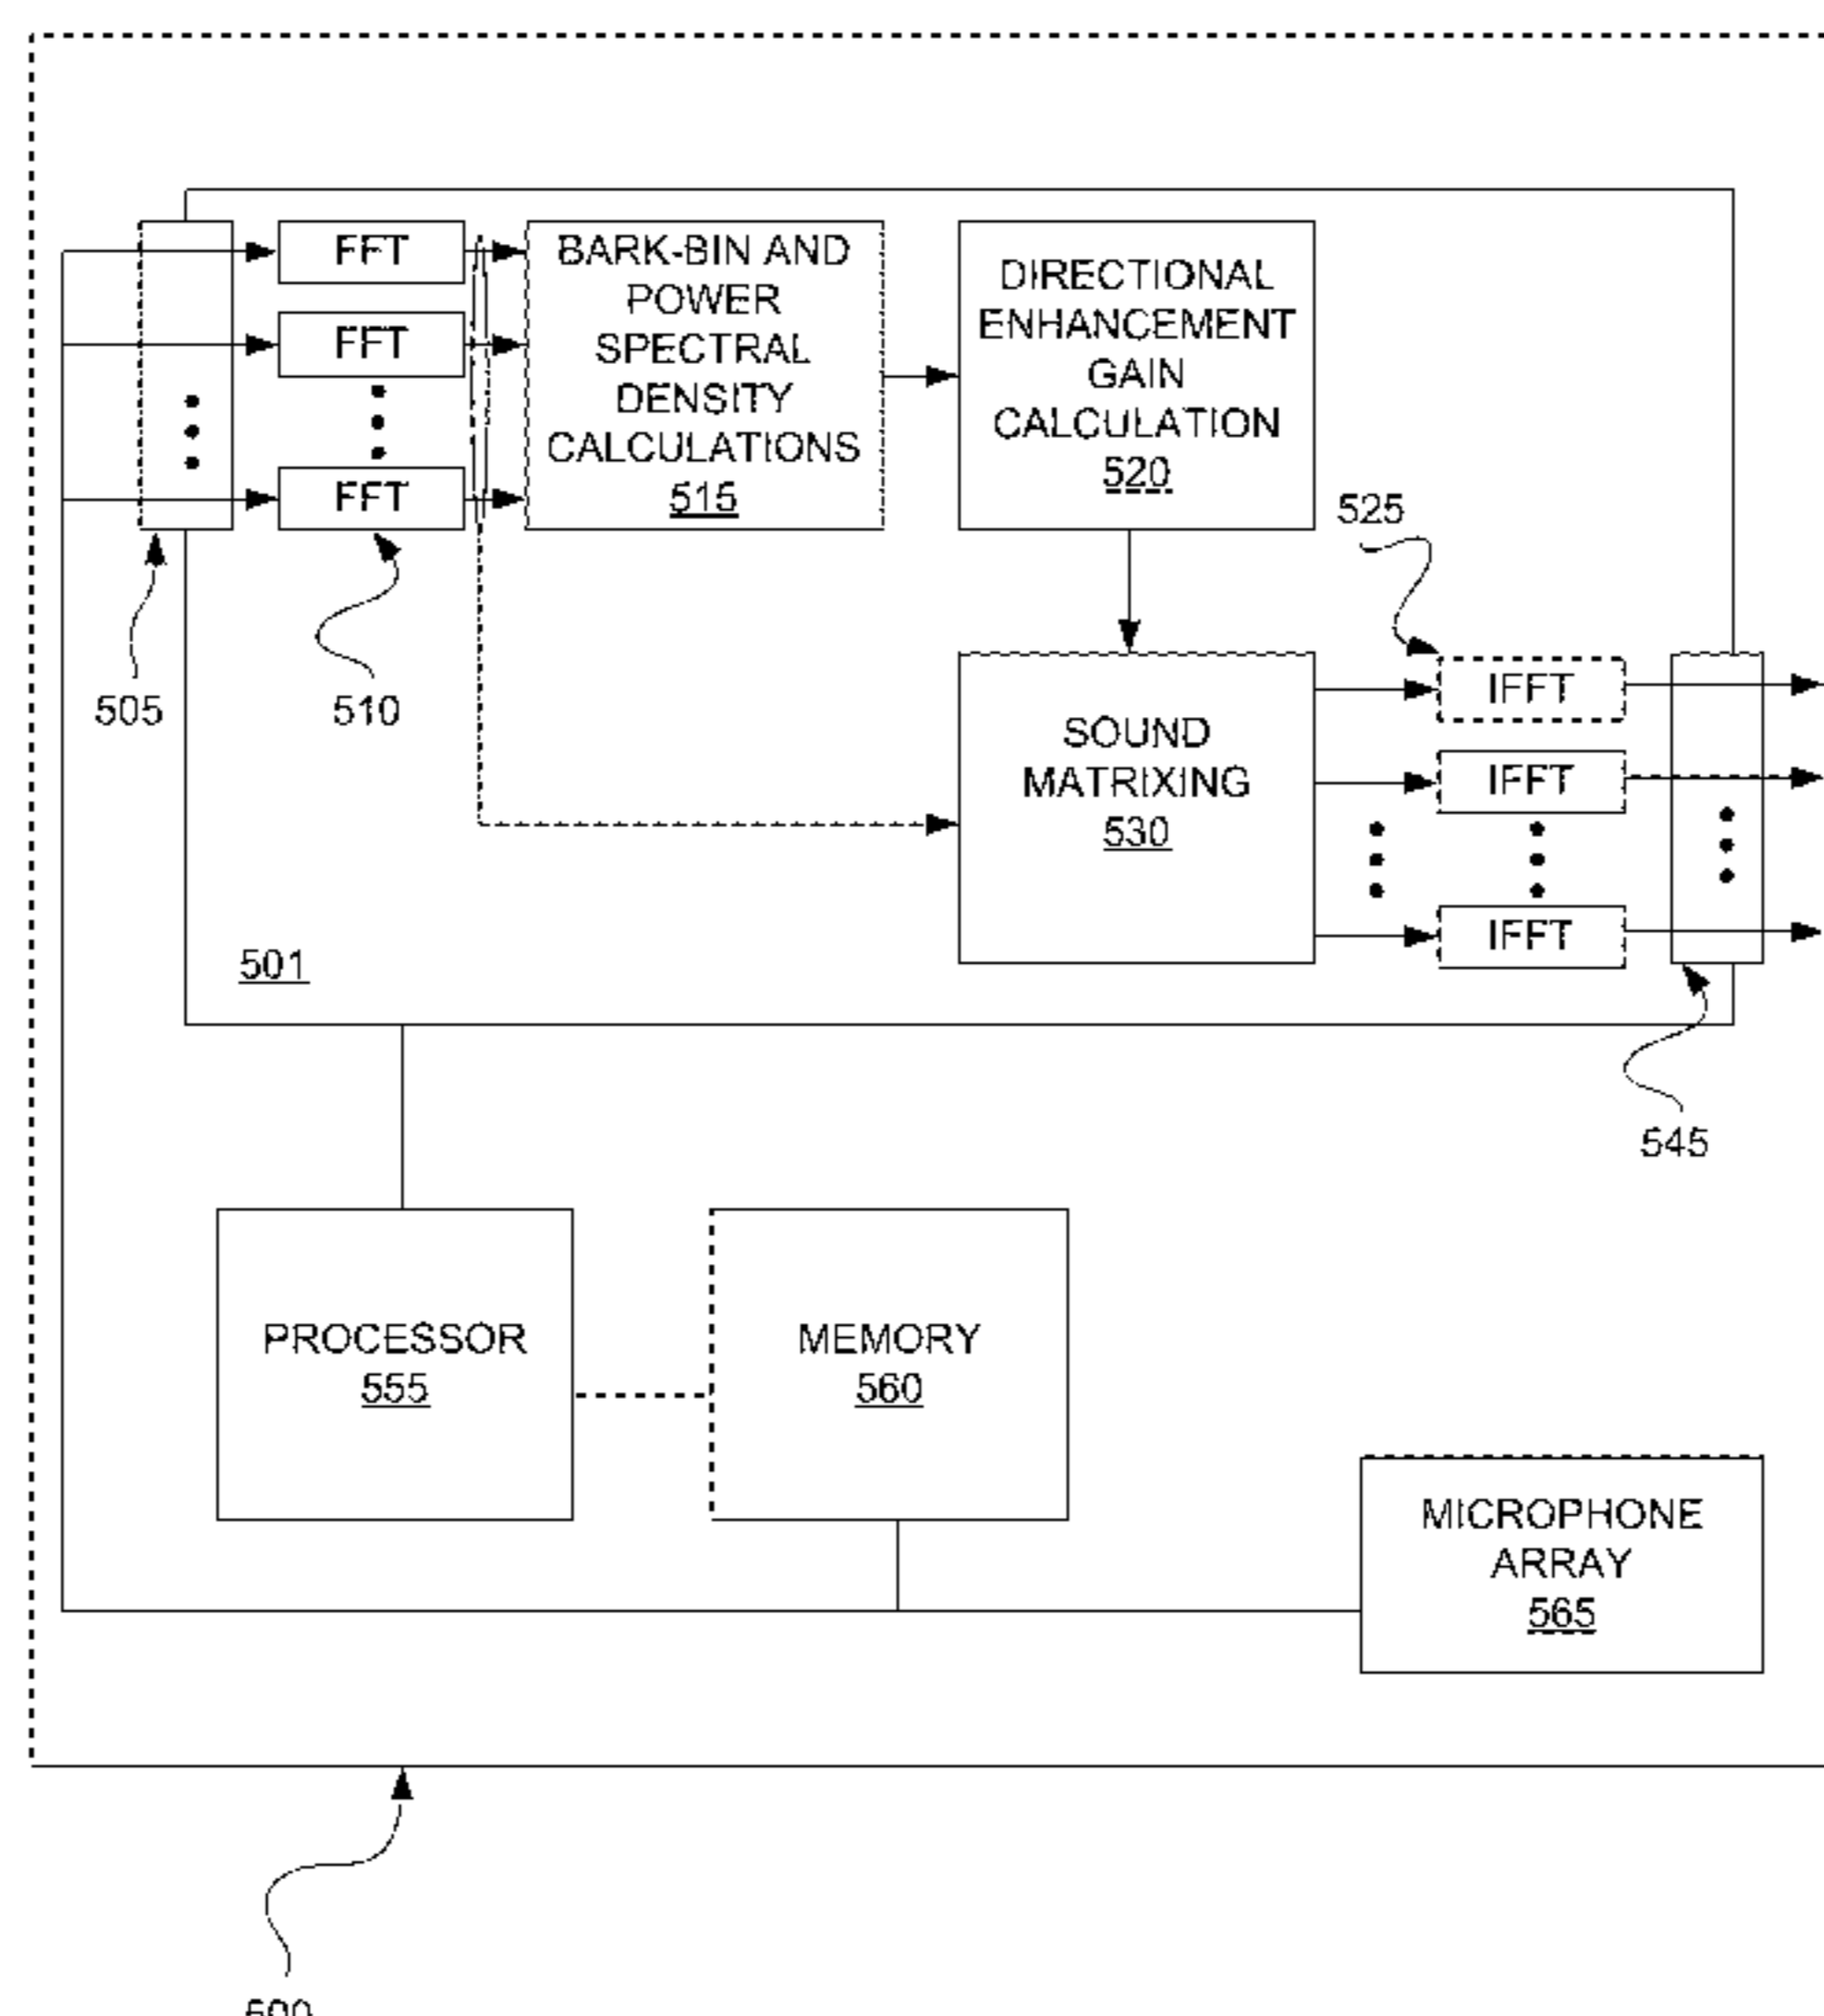 FFT
FFT
FFT
BARK-BIN AND
POWER
SPECTRAL
DENSITY
CALCULATIONS
515
DIRECTIONAL
ENHANCEMENT
GAIN
CALCULATION
520
525
505
510
IFFT
IFFT
IFFT
SOUND
MATRIXING
530
501
545
PROCESSOR
555
MEMORY
560
MICROPHONE
ARRAY
565